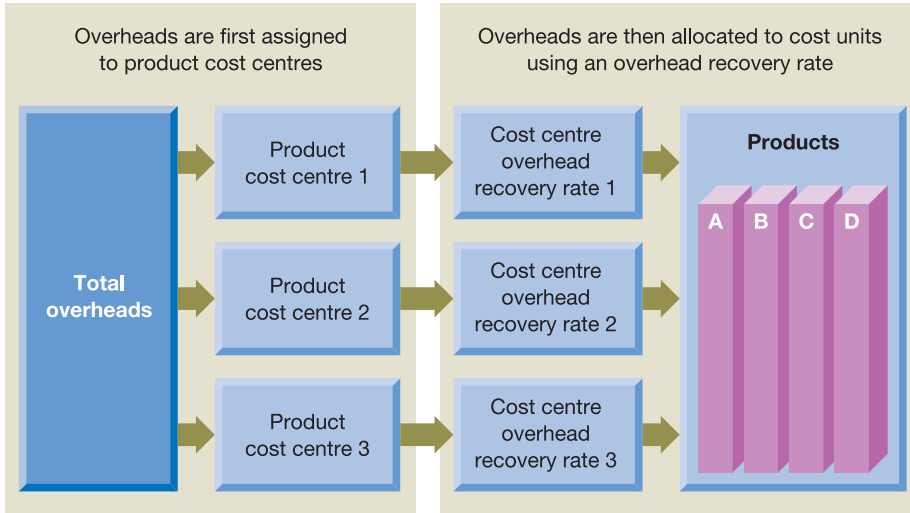 Overheads are first assigned
to product cost centres
Overheads are then allocated to cost units
using an overhead recovery rate
Total
overheads
Product
cost centre 1
Product
cost centre 2
Product
cost centre 3
Cost centre
overhead
recovery rate 1
Cost centre
overhead
recovery rate 2
Cost centre
overhead
recovery rate 3
Products
A B C D